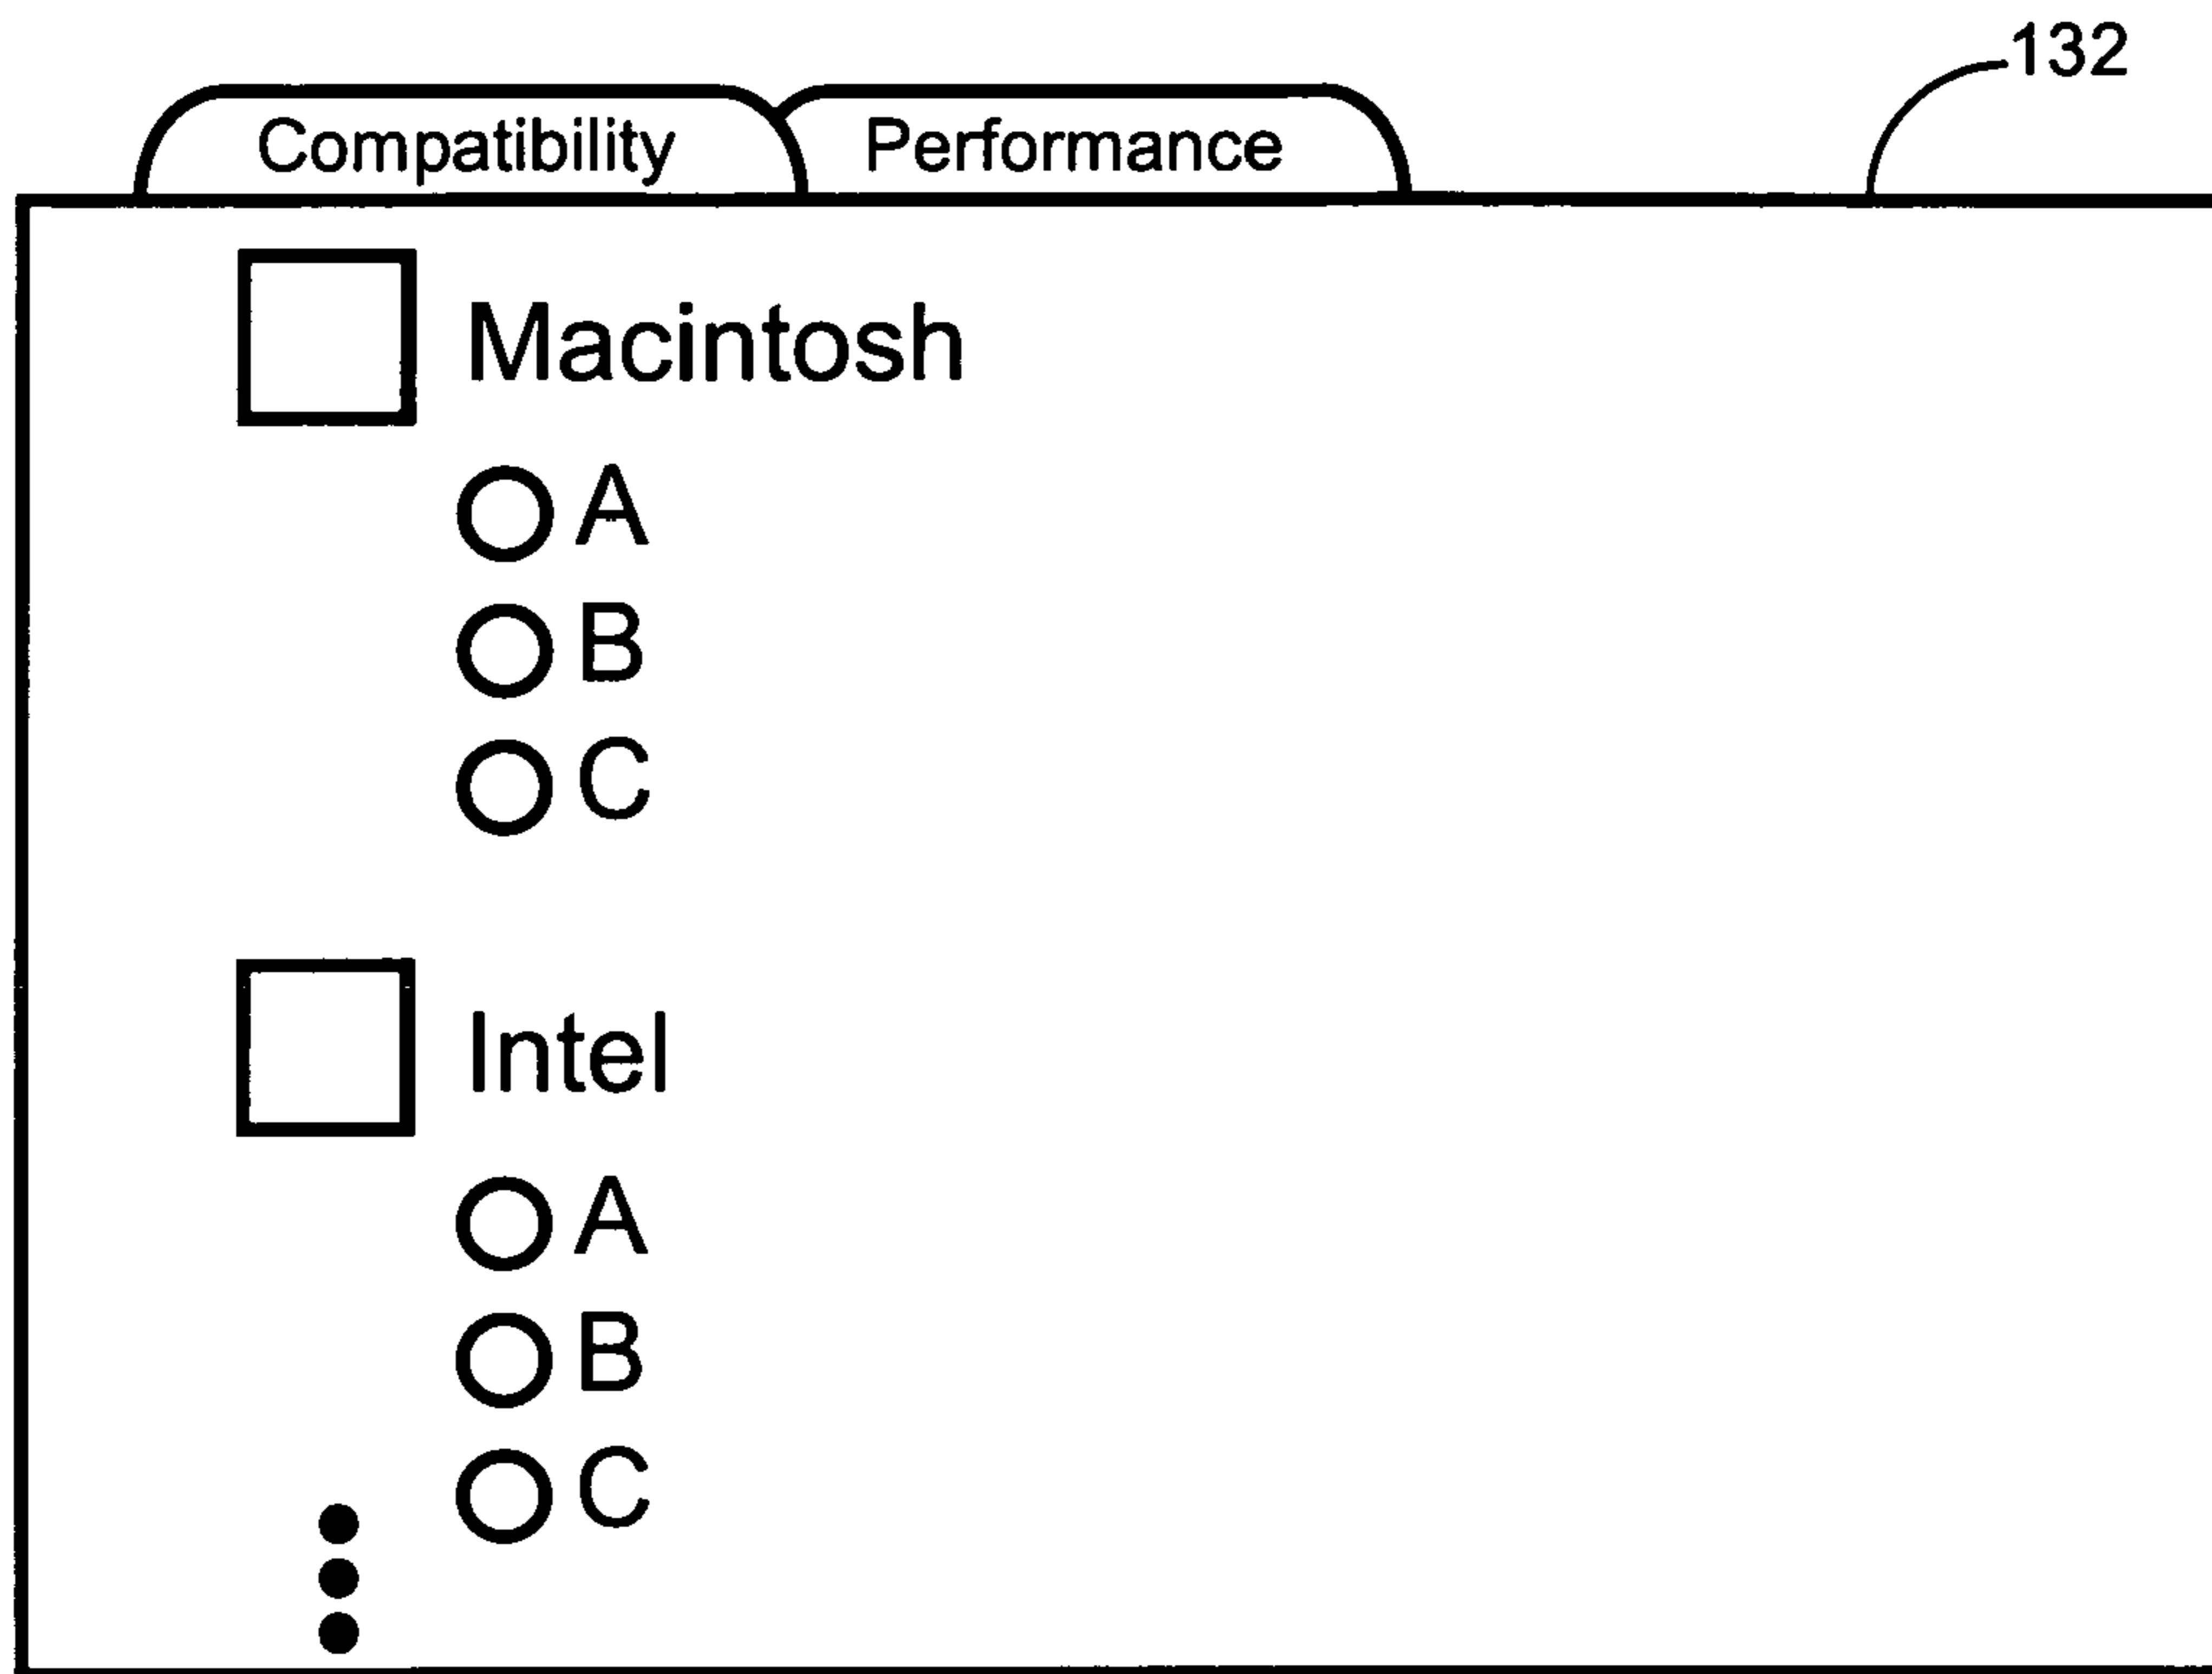 132
Compatibility Performance
Macintosh
A
B
C
Intel
A
B
C